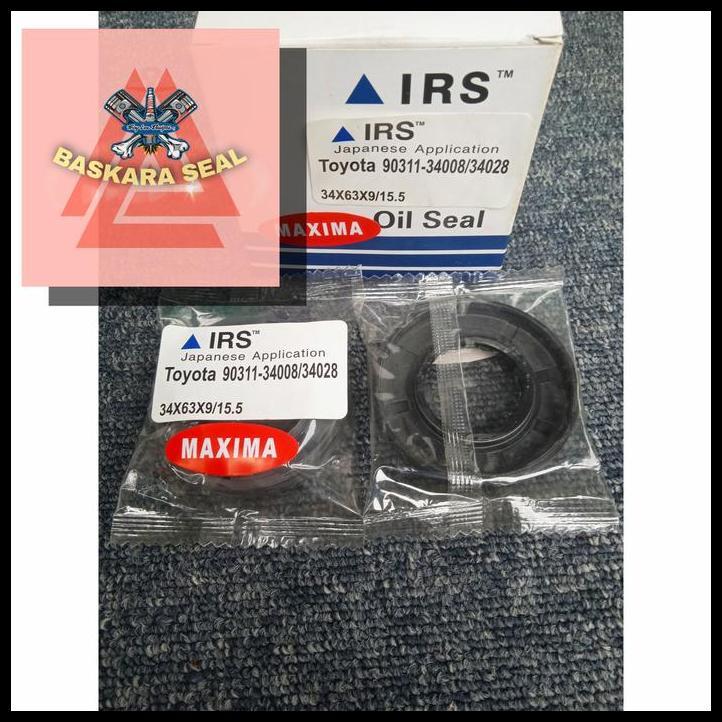 IRS™
IRS™
Japanese Application
Toyota 90311-34008/34028
34X63X9/15.5
MAXIMA
Oil Seal
BASKARA SEAL
IRS™
Japanese Application
Toyota 90311-34008/34028
34X63X9/15.5
MAXIMA